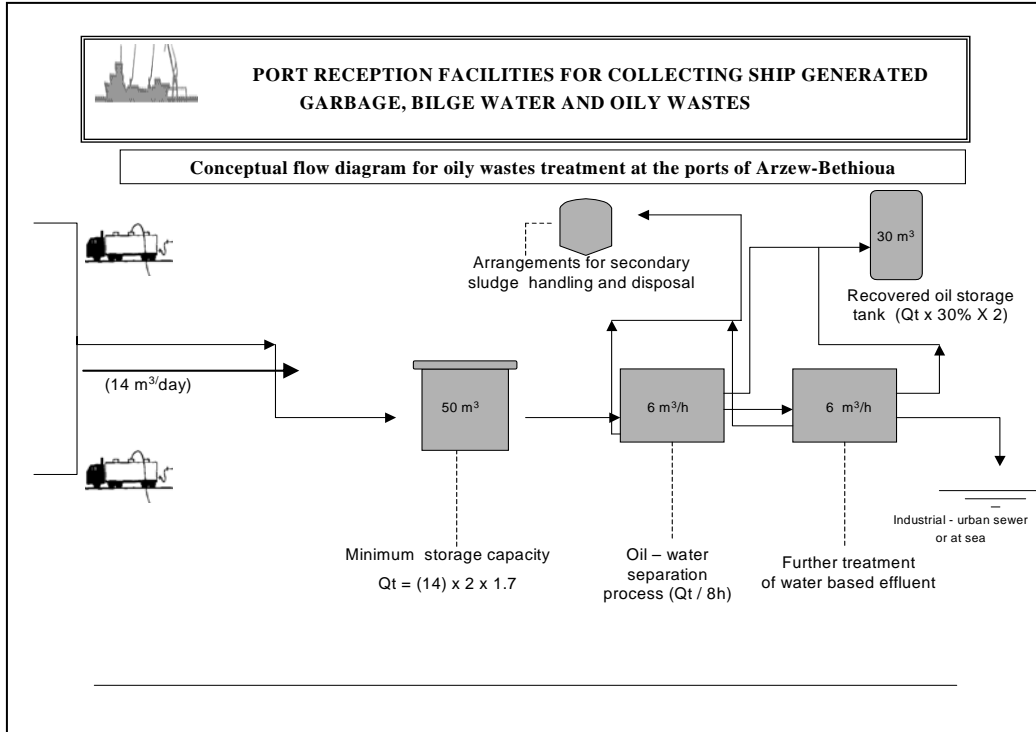 PORT RECEPTION FACILITIES FOR COLLECTING SHIP GENERATED
GARBAGE, BILGE WATER AND OILY WASTES
Conceptual flow diagram for oily wastes treatment at the ports of Arzew-Bethioua
30 m³
Arrangements for secondary
sludge handling and disposal
Recovered oil storage
tank (Qt x 30% X 2)
(14 m³/day)
50 m³
6 m³/h
6 m³/h
Industrial - urban sewer
or at sea
Minimum storage capacity
Qt = (14) x 2 x 1.7
Oil – water
separation
process (Qt / 8h)
Further treatment
of water based effluent